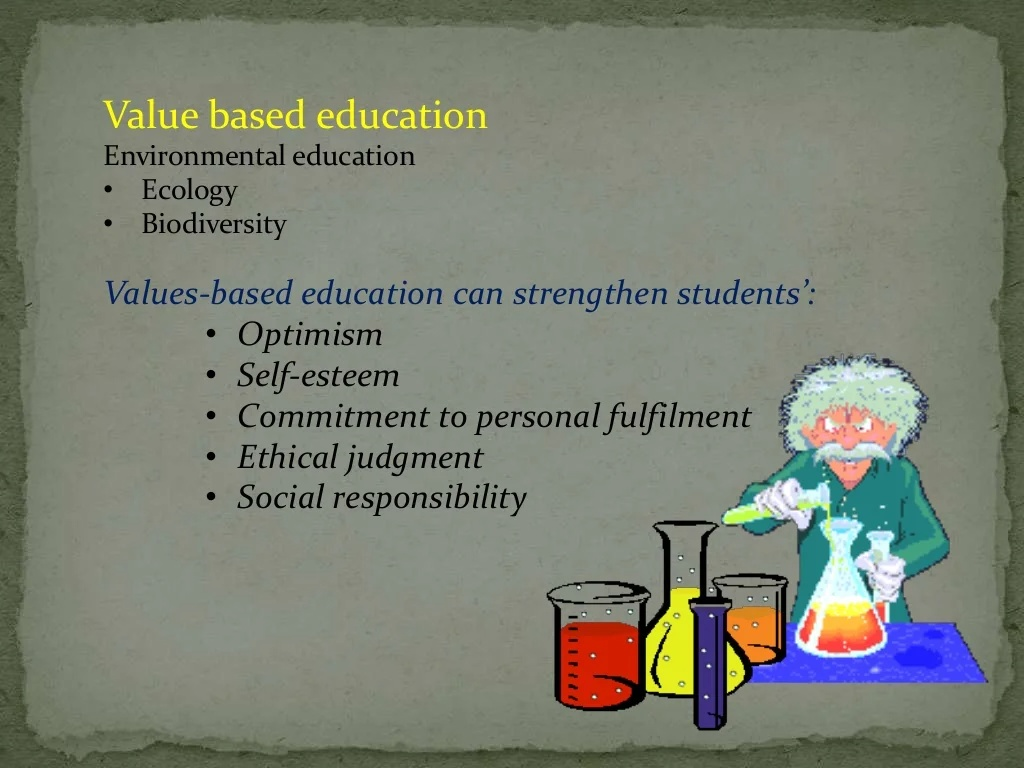 Value based education
Environmental education
• Ecology
• Biodiversity
Values-based education can strengthen students’:
• Optimism
• Self-esteem
• Commitment to personal fulfilment
• Ethical judgment
• Social responsibility